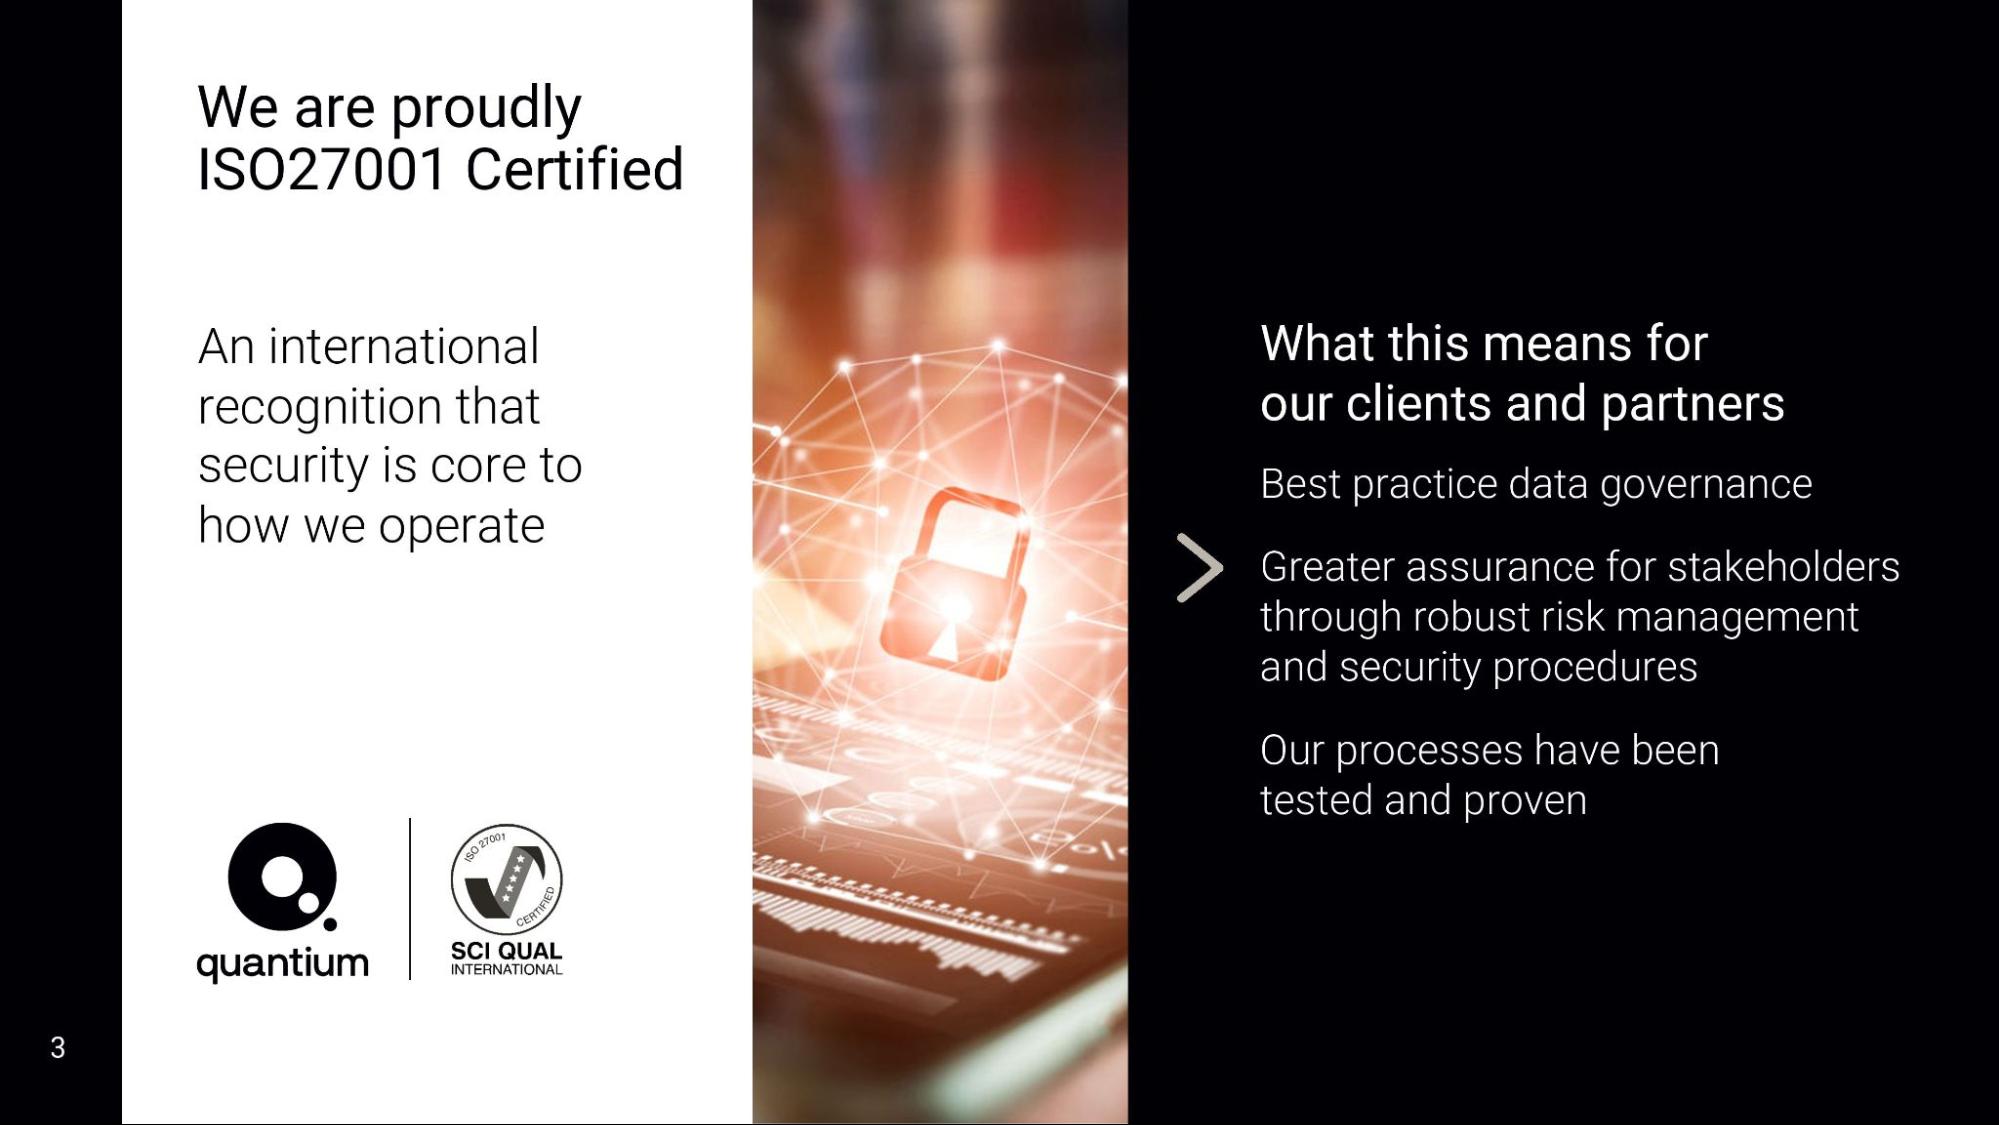 We are proudly
ISO27001 Certified
An international
recognition that
security is core to
how we operate
quantium
ISO 27001
CERTIFIED
SCI QUAL
INTERNATIONAL
What this means for
our clients and partners
Best practice data governance
Greater assurance for stakeholders
through robust risk management
and security procedures
Our processes have been
tested and proven
3